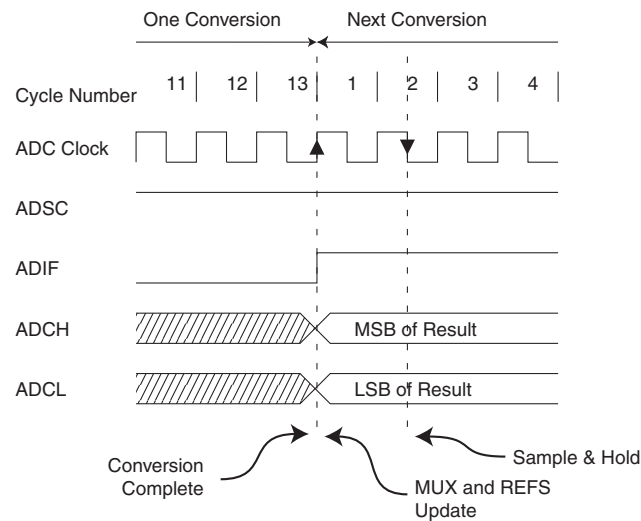 One Conversion Next Conversion
Cycle Number 11 12 13 1 2 3 4
ADC Clock
ADSC
ADIF
ADCH MSB of Result
ADCL LSB of Result
Conversion
Complete
MUX and REFS
Update
Sample & Hold